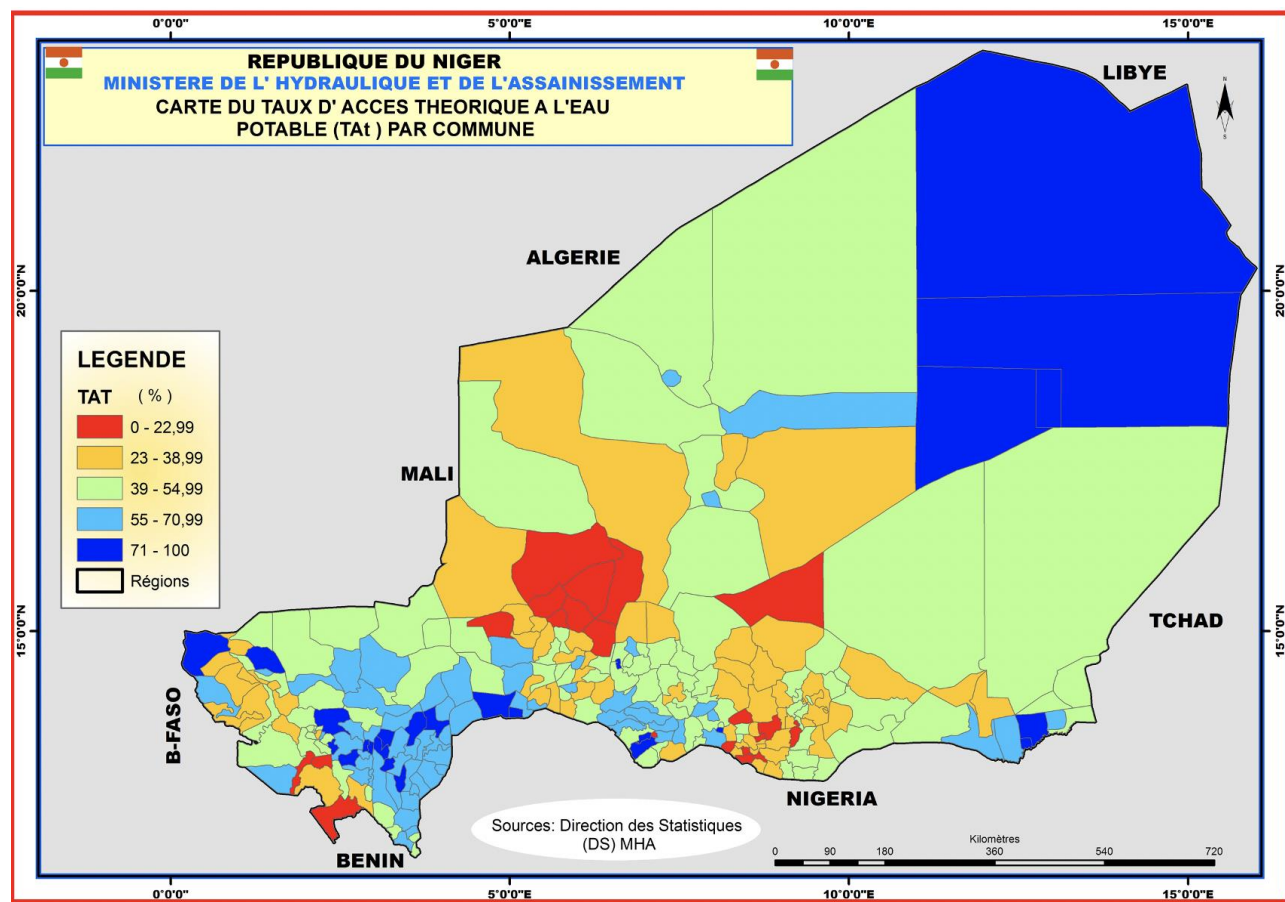 0°0'0" 5°0'0"E 10°0'0"E 15°0'0"E
REPUBLIQUE DU NIGER
MINISTERE DE L' HYDRAULIQUE ET DE L'ASSAINISSEMENT
CARTE DU TAUX D' ACCES THEORIQUE A L'EAU
POTABLE (TAt ) PAR COMMUNE
LIBYE
N
S
ALGERIE
20°0'0"N 20°0'0"N
LEGENDE
TAT ( % )
0 - 22,99
23 - 38,99
39 - 54,99
55 - 70,99
71 - 100
Régions
MALI
TCHAD
15°0'0"N 15°0'0"N
B-FASO
NIGERIA
BENIN
Sources: Direction des Statistiques
(DS) MHA
Kilomètres
0 90 180 360 540 720
0°0'0" 5°0'0"E 10°0'0"E 15°0'0"E